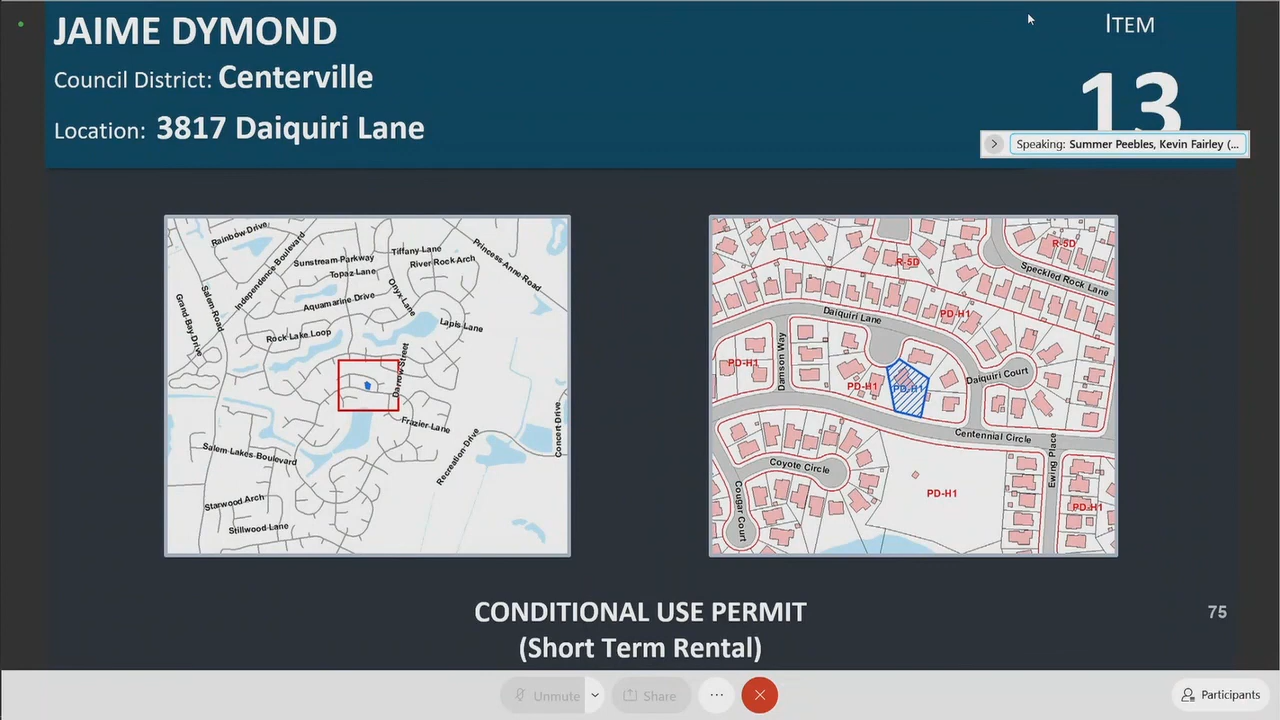 JAIME DYMOND
ITEM
Council District: Centerville
13
Location: 3817 Daiquiri Lane
Speaking: Summer Peebles, Kevin Fairley (...
Rainbow Drive
Independence Boulevard
Salem Road
Grand Bay Drive
Sunstream Parkway
Topaz Lane
Tiffany Lane
River Rock Arch
Princess Anne Road
Onyx Lane
Aquamarine Drive
Rock Lake Loop
Lapis Lane
Darrow Street
Frazier Lane
Recreation Drive
Concert Drive
Salem Lakes Boulevard
Starwood Arch
Stillwood Lane
R-5D
R-5D
Speckled Rock Lane
Daiquiri Lane
PD-H1
Damson Way
PD-H1
PD-H1
PD-H1
Daiquiri Court
Centennial Circle
Coyote Circle
Cougar Court
Ewing Place
PD-H1
PD-H1
CONDITIONAL USE PERMIT
(Short Term Rental)
75
Unmute
Share
Participants